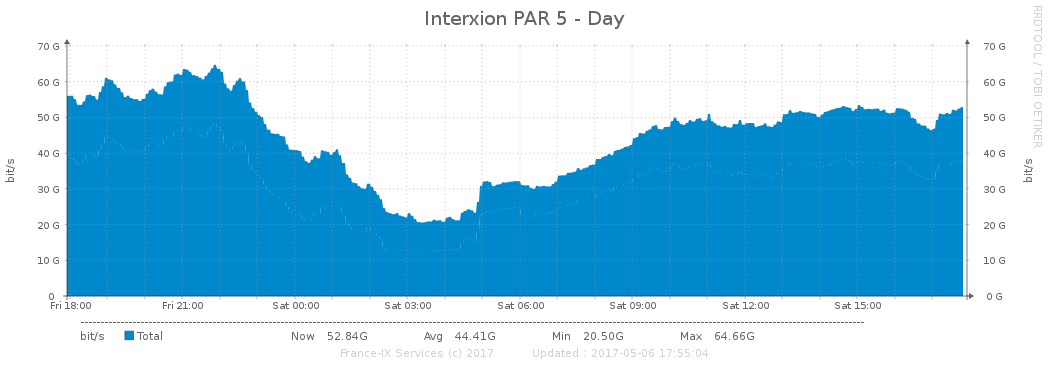 Interxion PAR 5 - Day
RRDTOOL / TOBI OETIKER
70 G 70 G
60 G 60 G
50 G 50 G
40 G 40 G
30 G 30 G
20 G 20 G
10 G 10 G
0 0 G
bit/s bit/s
Fri 18:00 Fri 21:00 Sat 00:00 Sat 03:00 Sat 06:00 Sat 09:00 Sat 12:00 Sat 15:00
bit/s Total Now 52.84G Avg 44.41G Min 20.50G Max 64.66G
France-IX Services (c) 2017 Updated : 2017-05-06 17:55:04